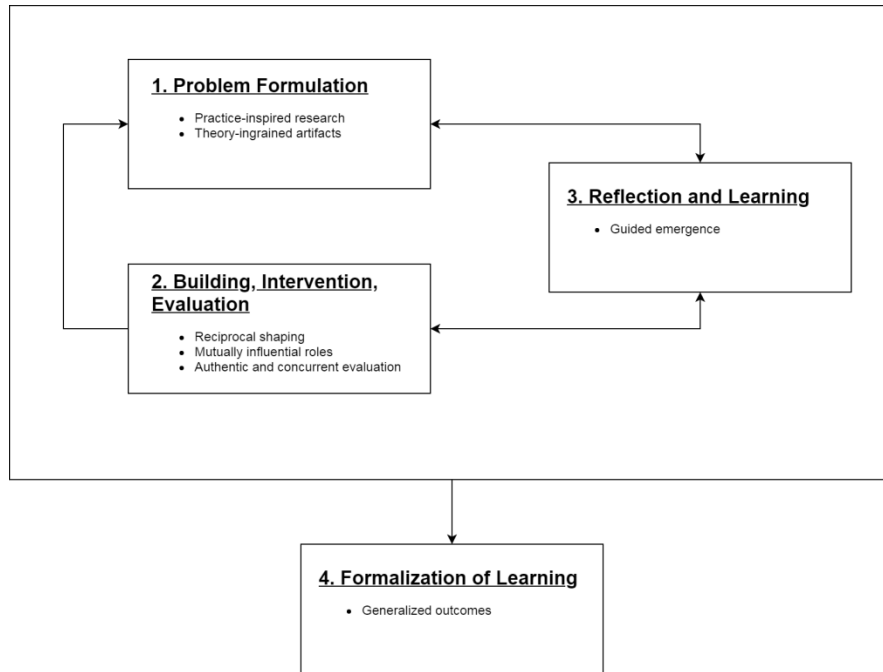 1. Problem Formulation
Practice-inspired research
Theory-ingrained artifacts
3. Reflection and Learning
Guided emergence
2. Building, Intervention,
Evaluation
Reciprocal shaping
Mutually influential roles
Authentic and concurrent evaluation
4. Formalization of Learning
Generalized outcomes